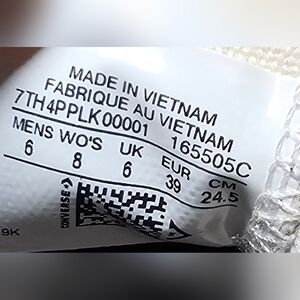 MADE IN VIETNAM
FABRIQUE AU VIETNAM
7TH4PPLK00001 165505C
MENS WO'S UK EUR CM
6 8 6 39 24.5
CONVERSE
9K